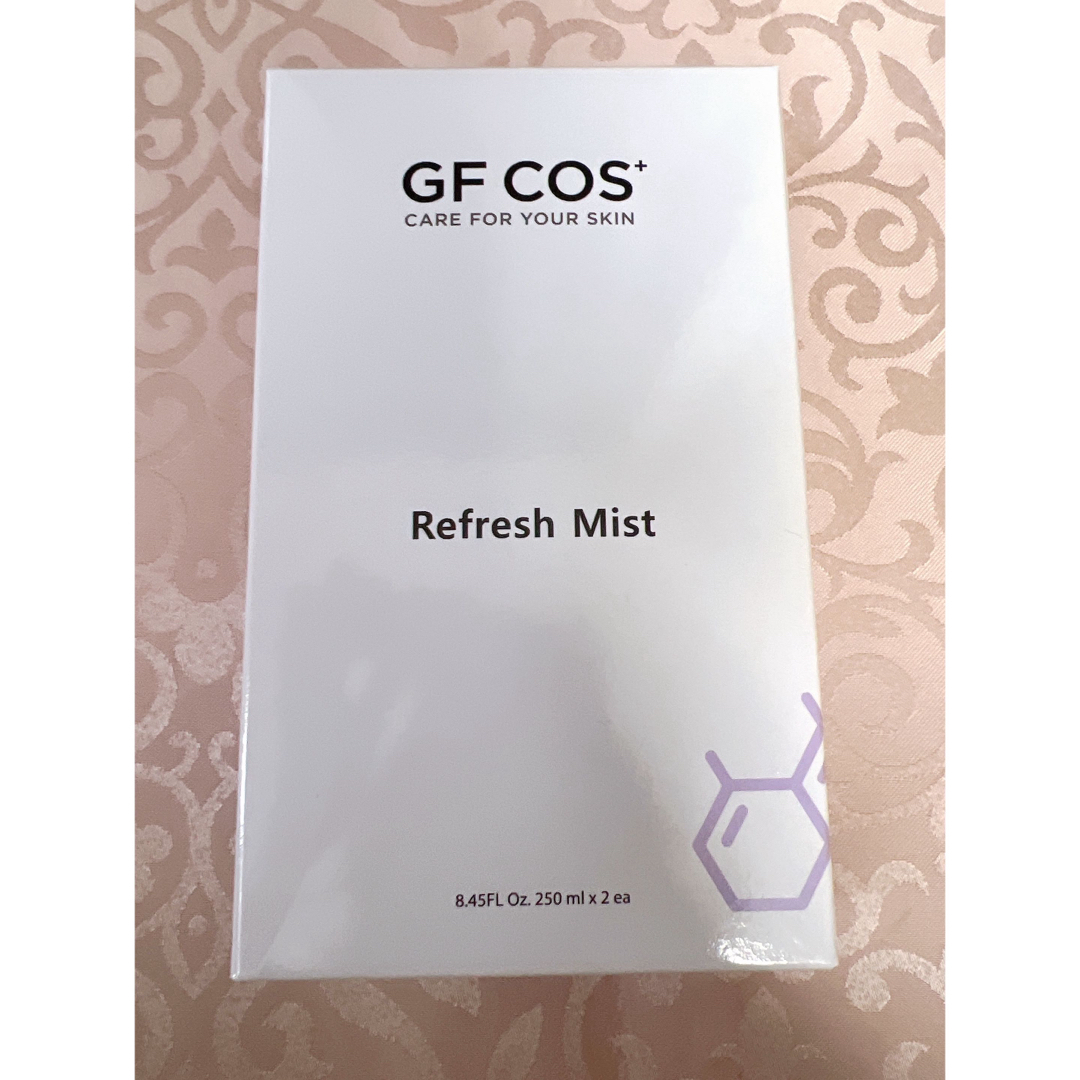 GF COS+
CARE FOR YOUR SKIN
Refresh Mist
8.45FL Oz. 250 ml x 2 ea